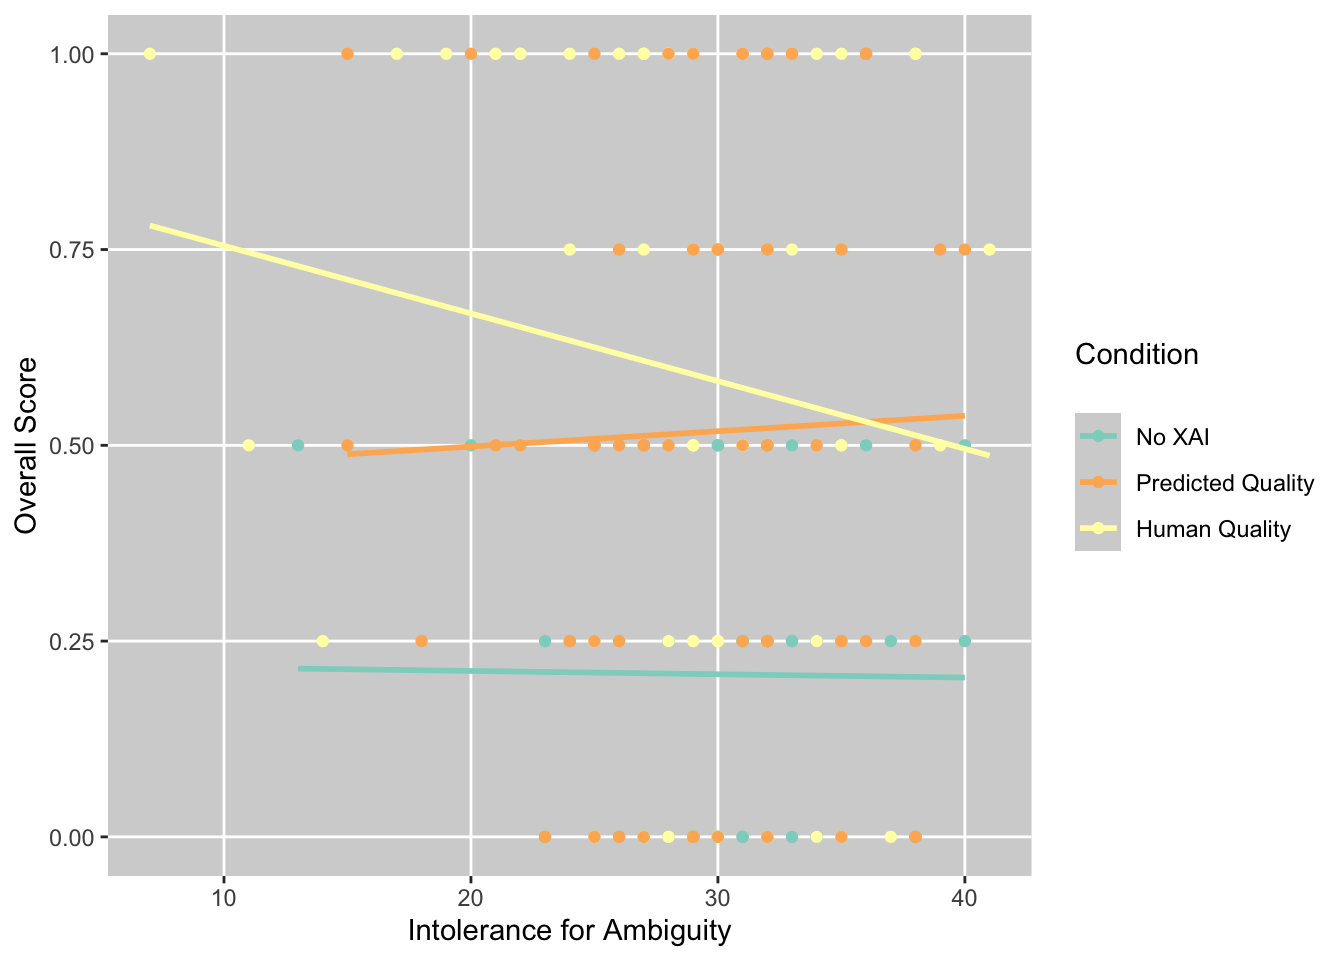 1.00
0.75
0.50
0.25
0.00
Overall Score
10
20
30
40
Intolerance for Ambiguity
Condition
No XAI
Predicted Quality
Human Quality